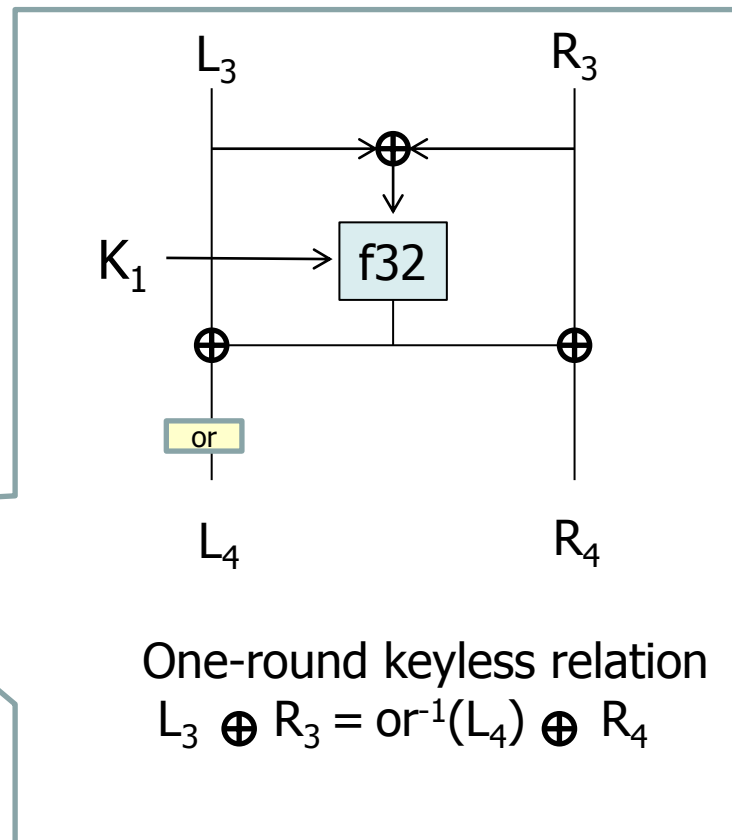 L₃ R₃
⊕
K₁ f32
⊕ ⊕
or
L₄ R₄
One-round keyless relation
L₃ ⊕ R₃ = or⁻¹(L₄) ⊕ R₄